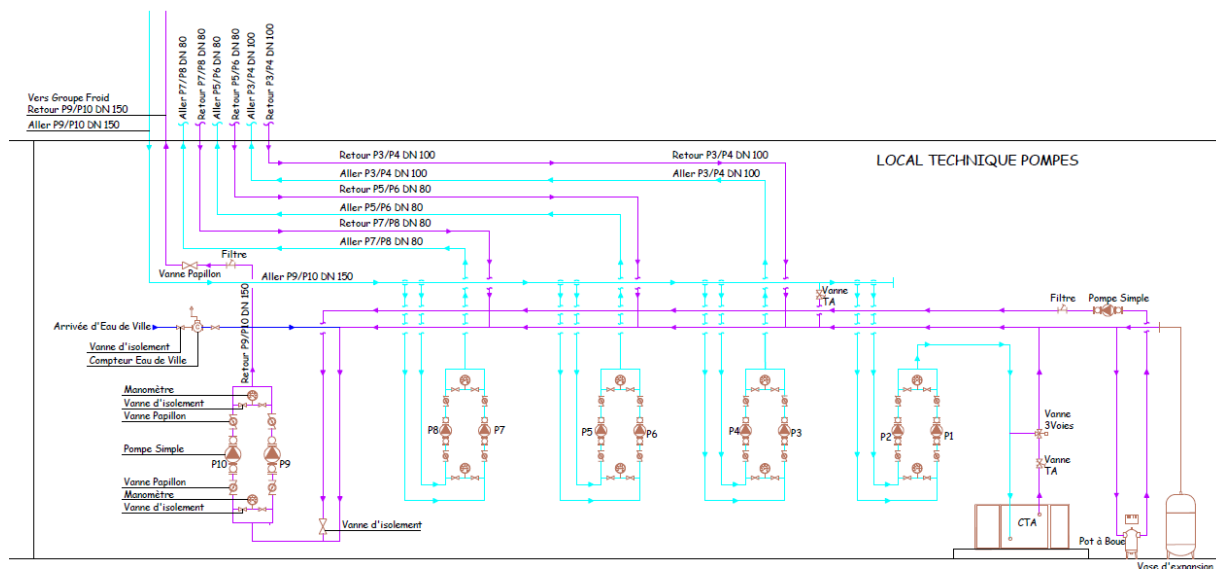 Aller P7/P8 DN 80
Retour P7/P8 DN 80
Aller P5/P6 DN 80
Retour P5/P6 DN 80
Aller P3/P4 DN 100
Retour P3/P4 DN 100
Vers Groupe Froid
Retour P9/P10 DN 150
Aller P9/P10 DN 150
LOCAL TECHNIQUE POMPES
Retour P3/P4 DN 100
Retour P3/P4 DN 100
Aller P3/P4 DN 100
Aller P3/P4 DN 100
Retour P5/P6 DN 80
Aller P5/P6 DN 80
Retour P7/P8 DN 80
Aller P7/P8 DN 80
Filtre
Vanne Papillon
Aller P9/P10 DN 150
Vanne
TA
Filtre
Pompe Simple
Retour P9/P10 DN 150
Arrivée d'Eau de Ville
Vanne d'isolement
Compteur Eau de Ville
Manomètre
Vanne d'isolement
Vanne Papillon
Pompe Simple
P10
P9
Vanne Papillon
Manomètre
Vanne d'isolement
Vanne d'isolement
P8
P7
P5
P6
P4
P3
P2
P1
Vanne
3Voies
Vanne
TA
CTA
Pot à Boue
Vase d'expansion